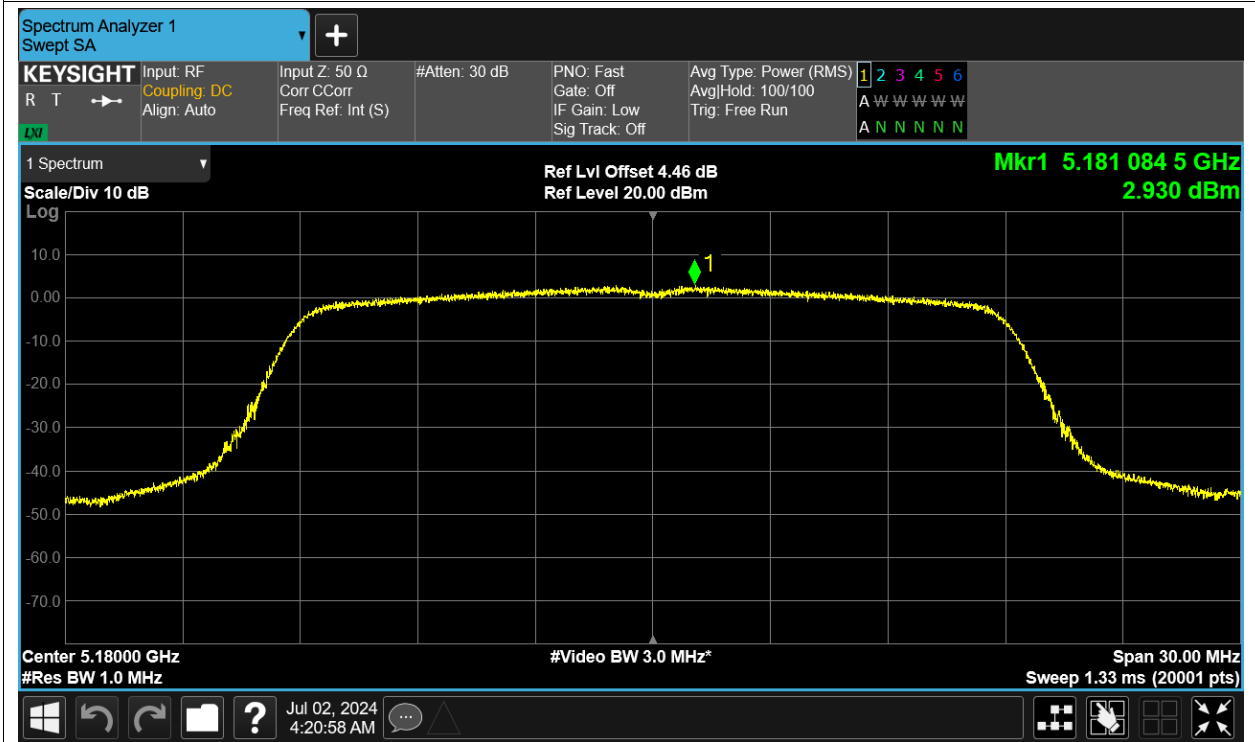 Spectrum Analyzer 1
Swept SA
KEYSIGHT
R T
LXI
Input: RF
Coupling: DC
Align: Auto
Input Z: 50 Ω
Corr CCorr
Freq Ref: Int (S)
#Atten: 30 dB
PNO: Fast
Gate: Off
IF Gain: Low
Sig Track: Off
Avg Type: Power (RMS)
Avg|Hold: 100/100
Trig: Free Run
1 2 3 4 5 6
A W W W W W
A N N N N N
1 Spectrum
Scale/Div 10 dB
Log
Ref Lvl Offset 4.46 dB
Ref Level 20.00 dBm
Mkr1 5.181 084 5 GHz
2.930 dBm
1
10.0
0.00
-10.0
-20.0
-30.0
-40.0
-50.0
-60.0
-70.0
Center 5.18000 GHz
#Res BW 1.0 MHz
#Video BW 3.0 MHz*
Span 30.00 MHz
Sweep 1.33 ms (20001 pts)
?
Jul 02, 2024
4:20:58 AM